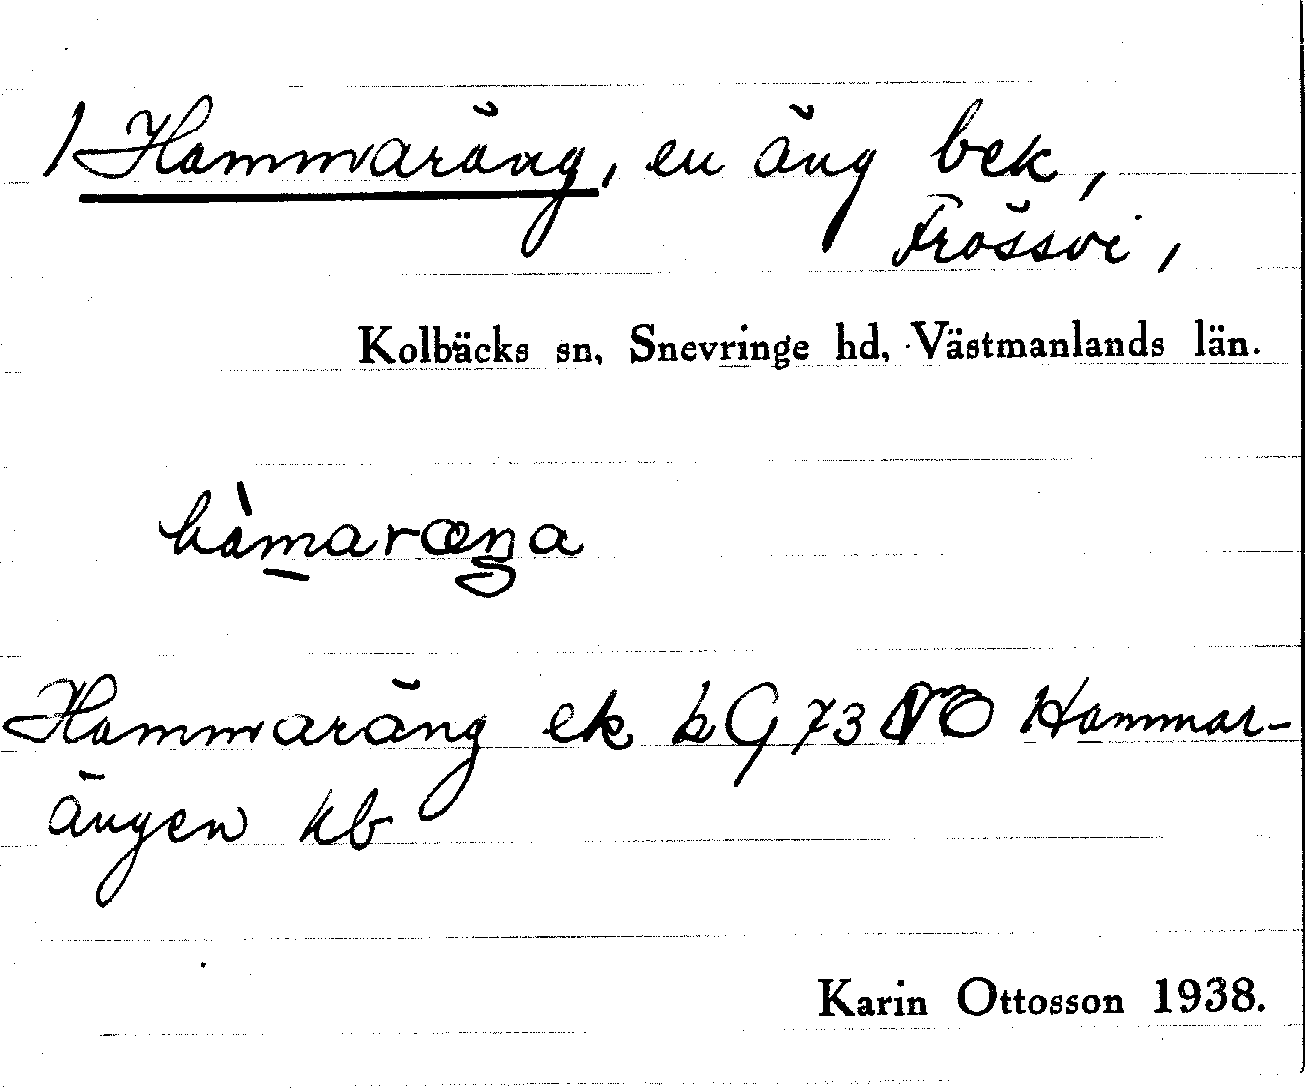 1 Hammaräng, en äng bek,
Frössvi,
Kolbäcks sn, Snevringe hd, Västmanlands län.
hàmaræŋa
Hammaräng ek kG 73 NO Hammar-
ängen kb
Karin Ottosson 1938.